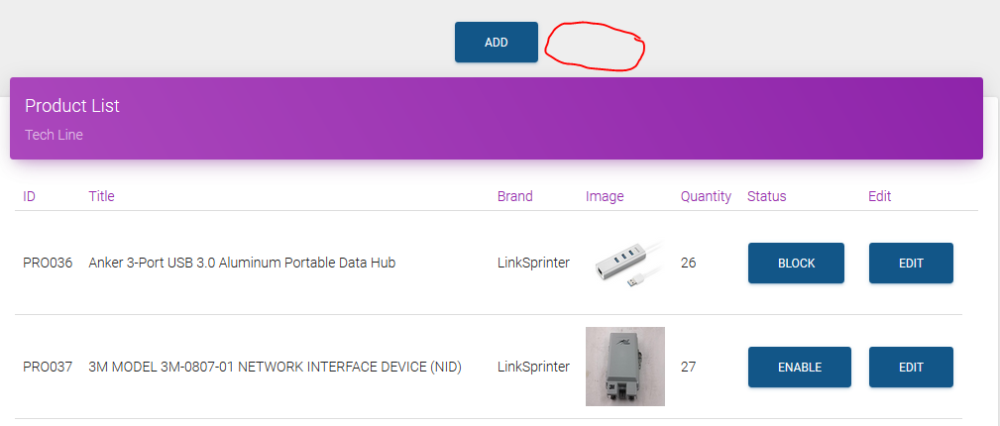 ADD
Product List
Tech Line
ID Title Brand Image Quantity Status Edit
PRO036 Anker 3-Port USB 3.0 Aluminum Portable Data Hub LinkSprinter 26 BLOCK EDIT
PRO037 3M MODEL 3M-0807-01 NETWORK INTERFACE DEVICE (NID) LinkSprinter 27 ENABLE EDIT